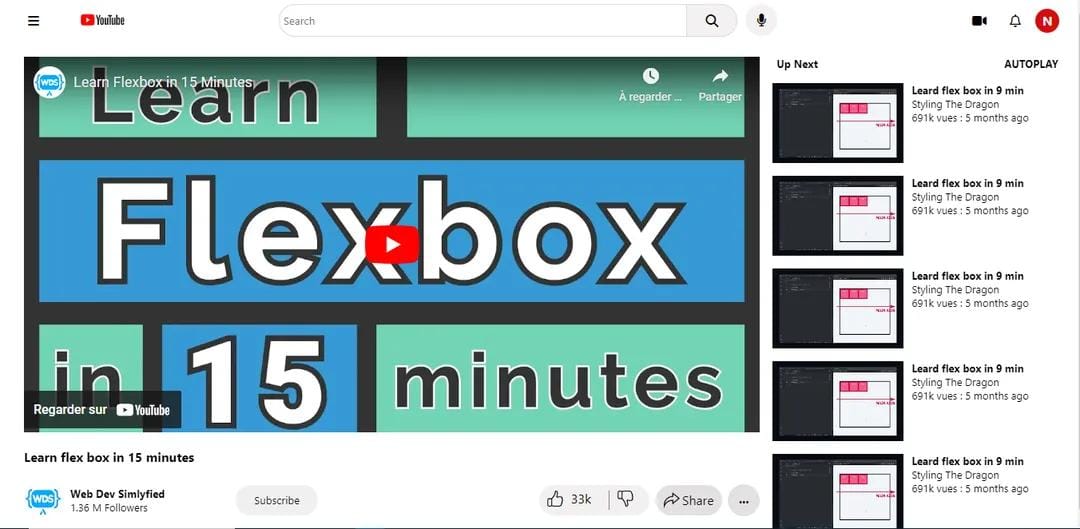 YouTube
Search
N
WDS
Learn Flexbox in 15 Minutes
À regarder ...
Partager
Learn
Flexbox
in 15 minutes
Regarder sur YouTube
Learn flex box in 15 minutes
WDS
Web Dev Simlyfied
1.36 M Followers
Subscribe
33k
Share
...
Up Next
AUTOPLAY
Leard flex box in 9 min
Styling The Dragon
691k vues : 5 months ago
Leard flex box in 9 min
Styling The Dragon
691k vues : 5 months ago
Leard flex box in 9 min
Styling The Dragon
691k vues : 5 months ago
Leard flex box in 9 min
Styling The Dragon
691k vues : 5 months ago
Leard flex box in 9 min
Styling The Dragon
691k vues : 5 months ago